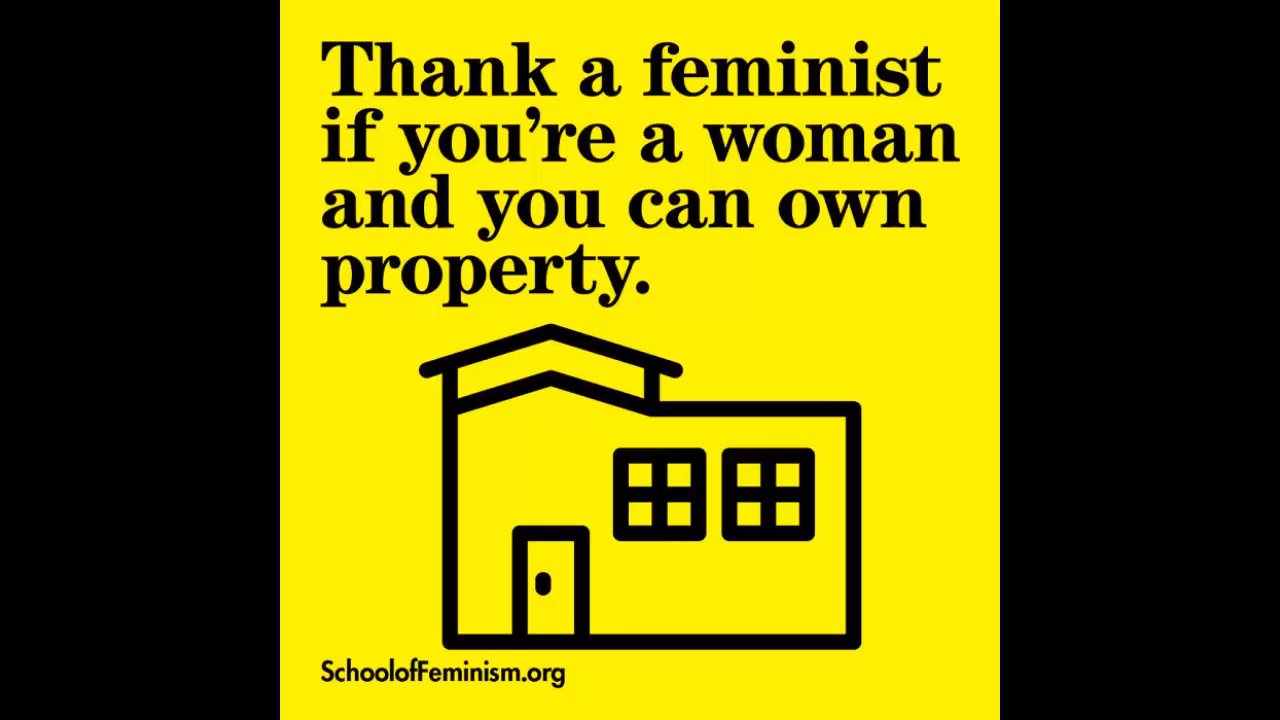 Thank a feminist
if you're a woman
and you can own
property.
SchoolofFeminism.org